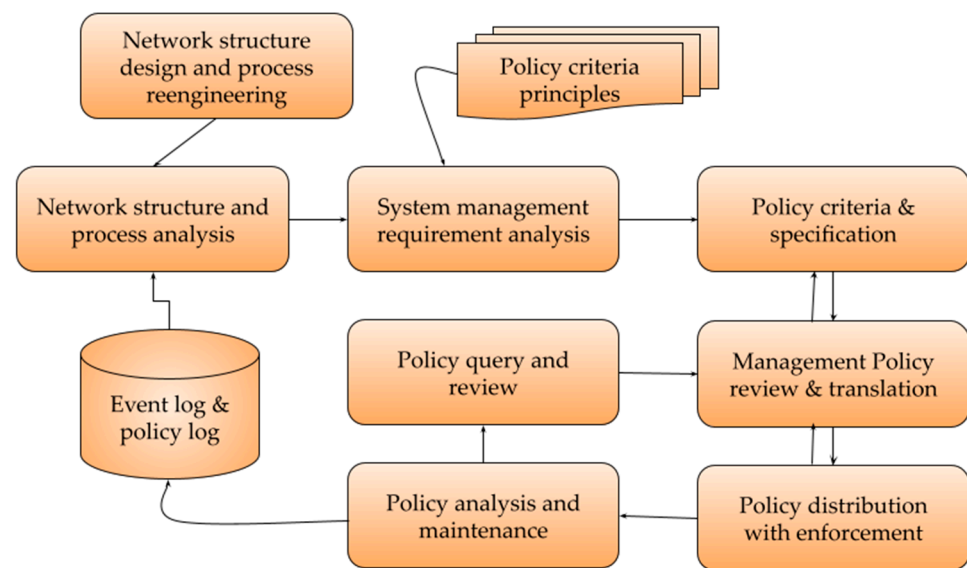 Network structure
design and process
reengineering
Policy criteria
principles
Network structure and
process analysis
System management
requirement analysis
Policy criteria &
specification
Event log &
policy log
Policy query and
review
Management Policy
review & translation
Policy analysis and
maintenance
Policy distribution
with enforcement